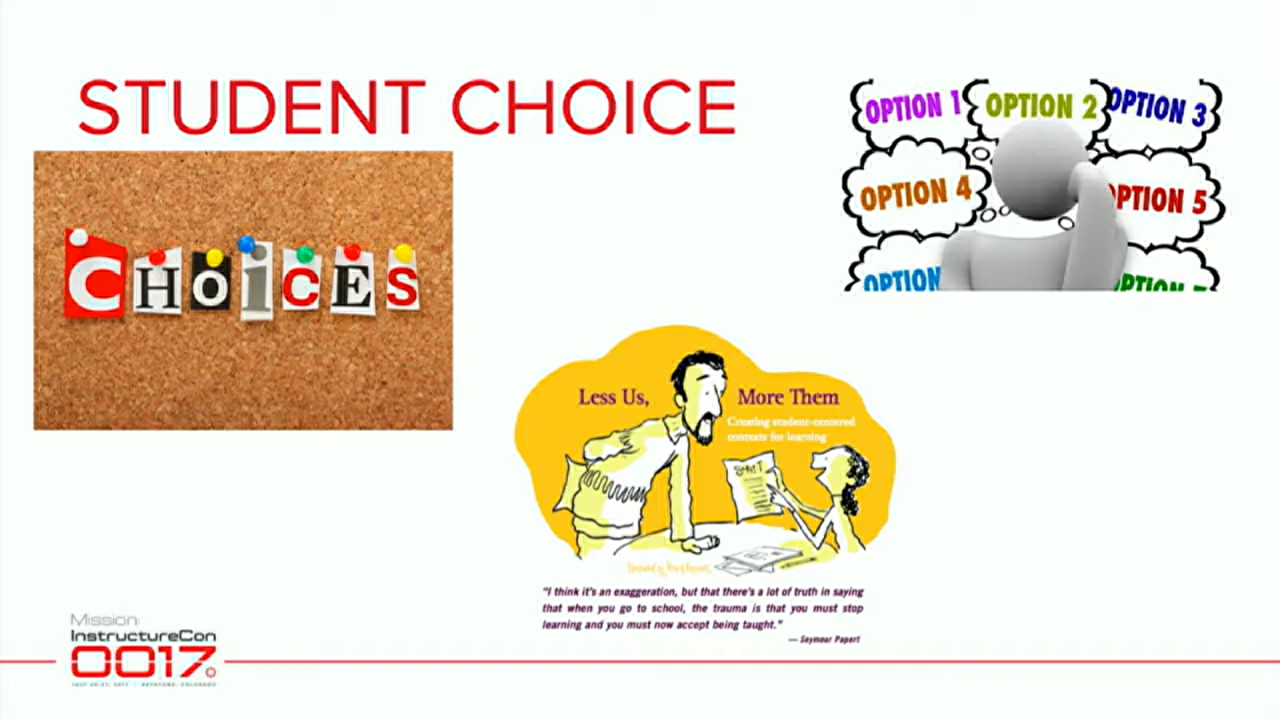 STUDENT CHOICE
OPTION 1
OPTION 2
OPTION 3
OPTION 4
OPTION 5
OPTION
CHOiCES
Less Us, More Them
Creating student-centered
contexts for learning
"I think it's an exaggeration, but that there's a lot of truth in saying
that when you go to school, the trauma is that you must stop
learning and you must now accept being taught."
— Seymour Papert
Mission:
InstructureCon
0017